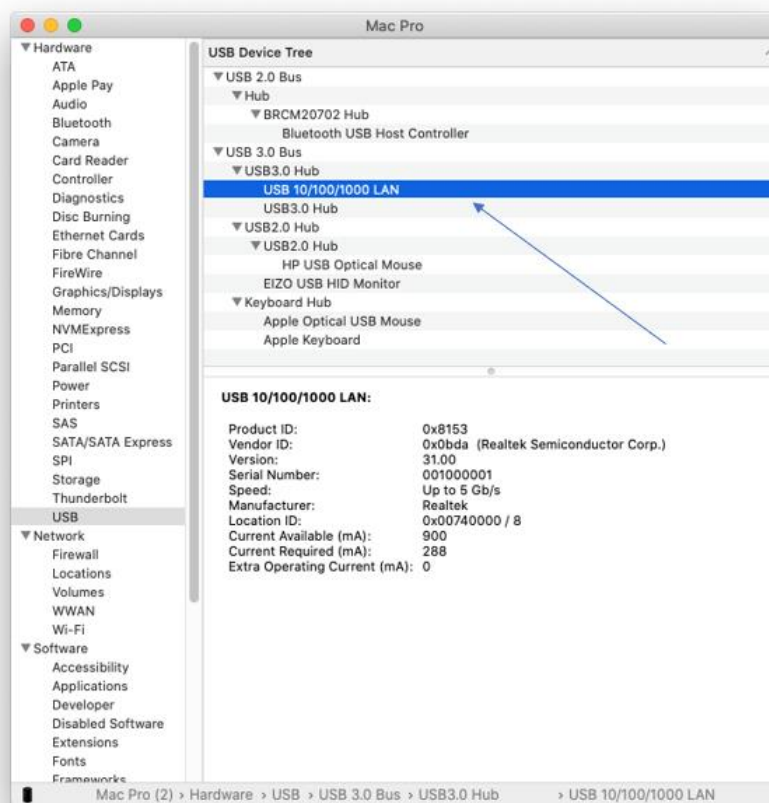 Mac Pro
Hardware
ATA
Apple Pay
Audio
Bluetooth
Camera
Card Reader
Controller
Diagnostics
Disc Burning
Ethernet Cards
Fibre Channel
FireWire
Graphics/Displays
Memory
NVMExpress
PCI
Parallel SCSI
Power
Printers
SAS
SATA/SATA Express
SPI
Storage
Thunderbolt
USB
Network
Firewall
Locations
Volumes
WWAN
Wi-Fi
Software
Accessibility
Applications
Developer
Disabled Software
Extensions
Fonts
Frameworks
USB Device Tree
USB 2.0 Bus
Hub
BRCM20702 Hub
Bluetooth USB Host Controller
USB 3.0 Bus
USB3.0 Hub
USB 10/100/1000 LAN
USB3.0 Hub
USB2.0 Hub
USB2.0 Hub
HP USB Optical Mouse
EIZO USB HID Monitor
Keyboard Hub
Apple Optical USB Mouse
Apple Keyboard
USB 10/100/1000 LAN:
Product ID: 0x8153
Vendor ID: 0x0bda (Realtek Semiconductor Corp.)
Version: 31.00
Serial Number: 001000001
Speed: Up to 5 Gb/s
Manufacturer: Realtek
Location ID: 0x00740000 / 8
Current Available (mA): 900
Current Required (mA): 288
Extra Operating Current (mA): 0
Mac Pro (2) › Hardware › USB › USB 3.0 Bus › USB3.0 Hub › USB 10/100/1000 LAN